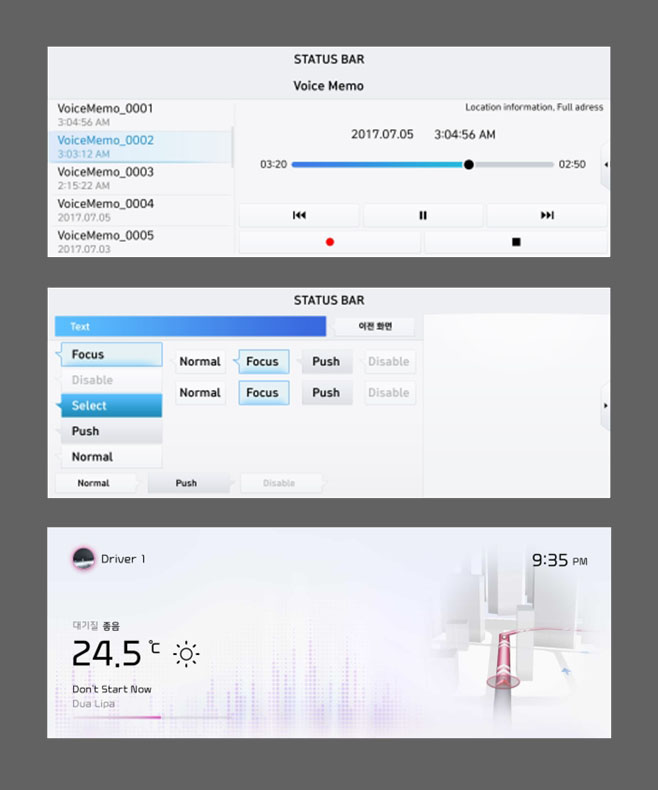 STATUS BAR
Voice Memo
VoiceMemo_0001
3:04:56 AM
VoiceMemo_0002
3:03:12 AM
VoiceMemo_0003
2:15:22 AM
VoiceMemo_0004
2017.07.05
VoiceMemo_0005
2017.07.03
Location information, Full adress
2017.07.05 3:04:56 AM
03:20 02:50
STATUS BAR
Text 이전 화면
Focus
Disable
Select
Push
Normal
Normal Focus Push Disable
Normal Focus Push Disable
Normal Push Disable
Driver 1 9:35 PM
대기질 좋음
24.5 ℃
Don't Start Now
Dua Lipa